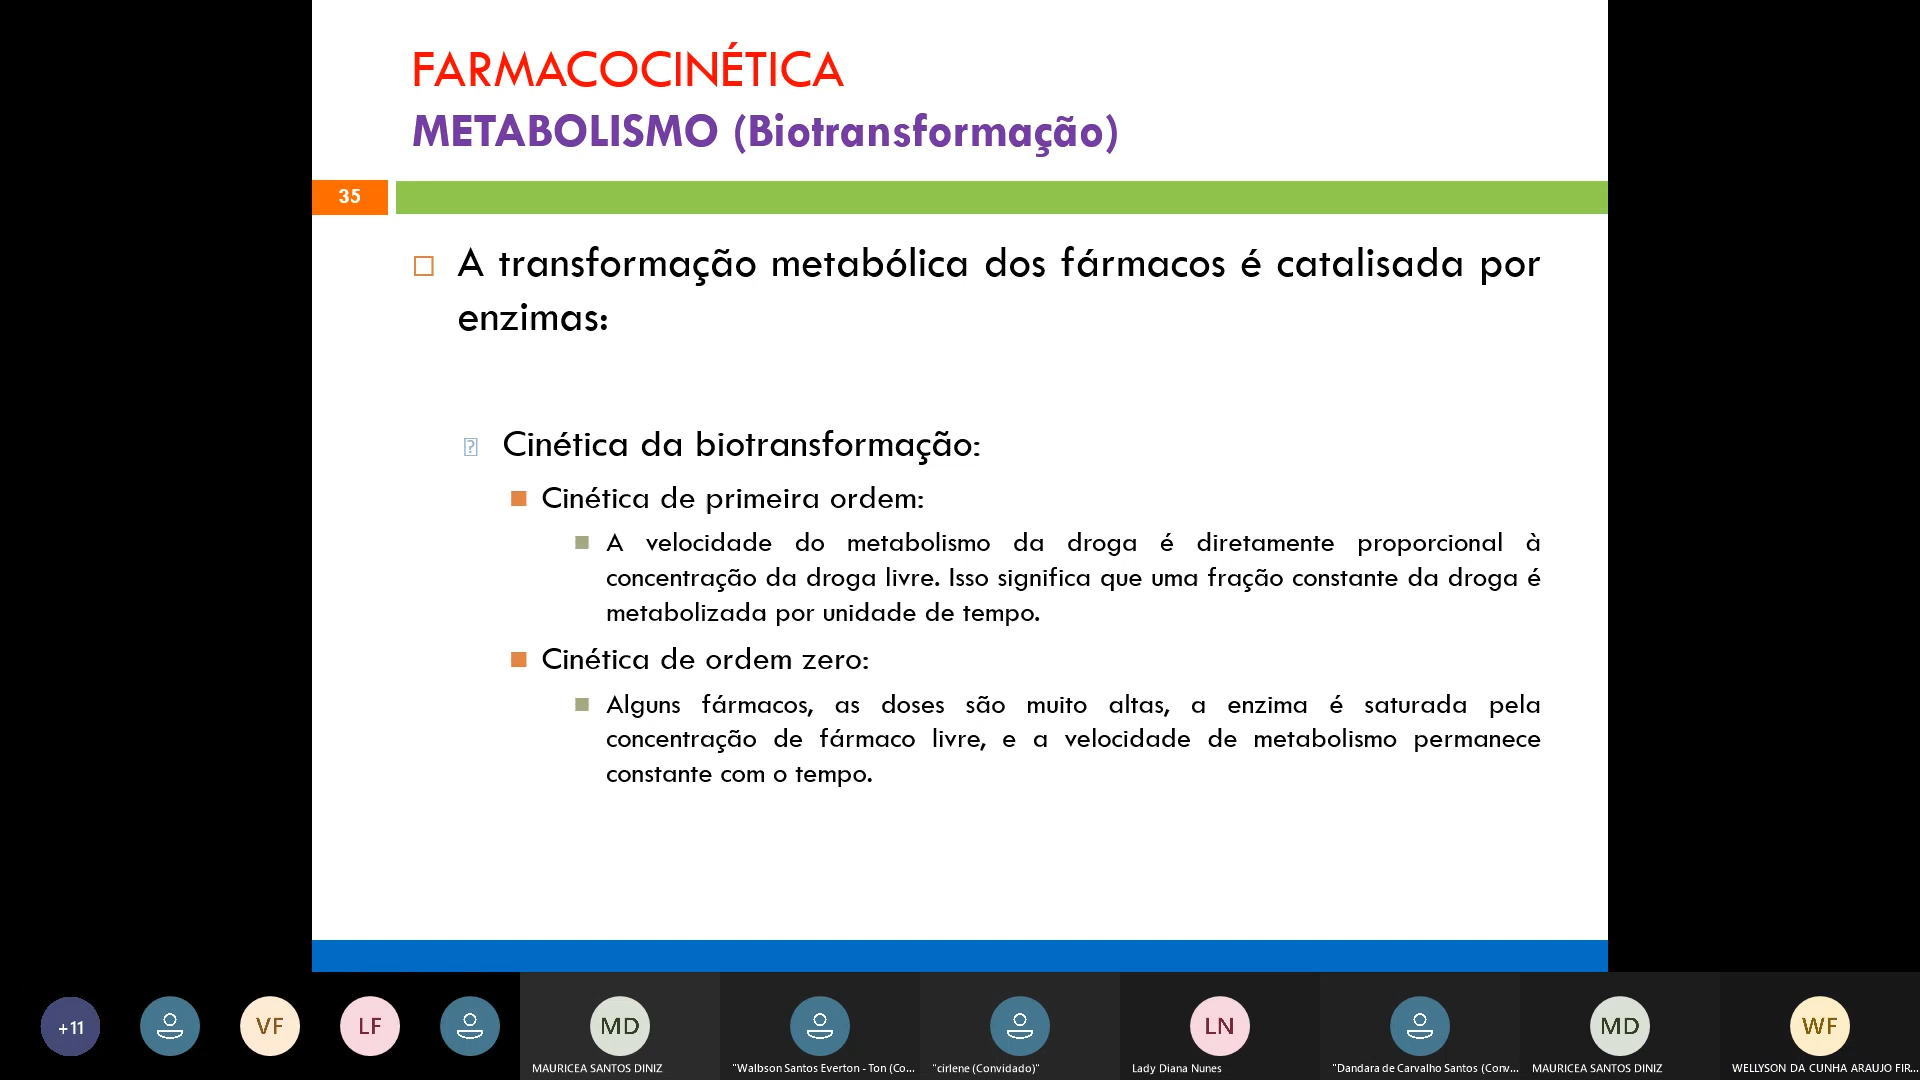 FARMACOCINÉTICA
METABOLISMO (Biotransformação)
35
A transformação metabólica dos fármacos é catalisada por
enzimas:
Cinética da biotransformação:
Cinética de primeira ordem:
A velocidade do metabolismo da droga é diretamente proporcional à
concentração da droga livre. Isso significa que uma fração constante da droga é
metabolizada por unidade de tempo.
Cinética de ordem zero:
Alguns fármacos, as doses são muito altas, a enzima é saturada pela
concentração de fármaco livre, e a velocidade de metabolismo permanece
constante com o tempo.
+11 VF LF MD LN MD WF
MAURICEA SANTOS DINIZ "Walbson Santos Everton - Ton (Co... "cirlene (Convidado)" Lady Diana Nunes "Dandara de Carvalho Santos (Conv... MAURICEA SANTOS DINIZ WELLYSON DA CUNHA ARAUJO FIR...